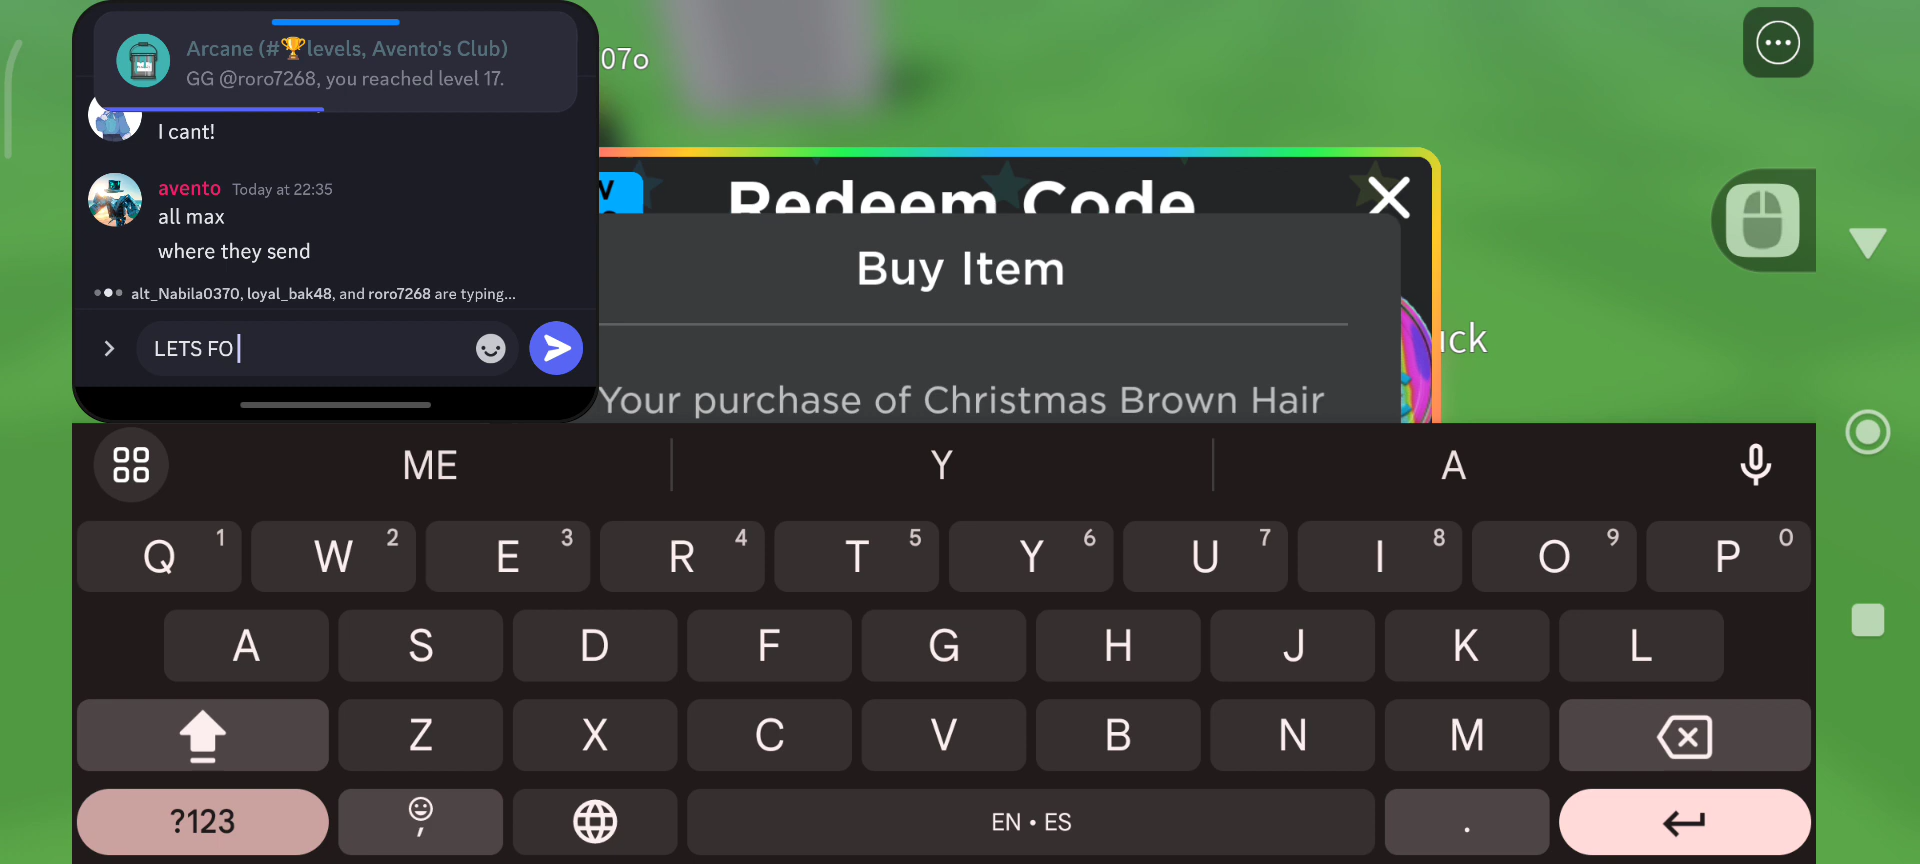 Arcane (#🏆levels, Avento's Club)
GG @roro7268, you reached level 17.
I cant!
avento Today at 22:35
all max
where they send
alt_Nabila0370, loyal_bak48, and roro7268 are typing...
LETS FO
07o
Redeem Code
Buy Item
Your purchase of Christmas Brown Hair
ick
ME Y A
Q 1 W 2 E 3 R 4 T 5 Y 6 U 7 I 8 O 9 P 0
A S D F G H J K L
Z X C V B N M
?123 , EN • ES .